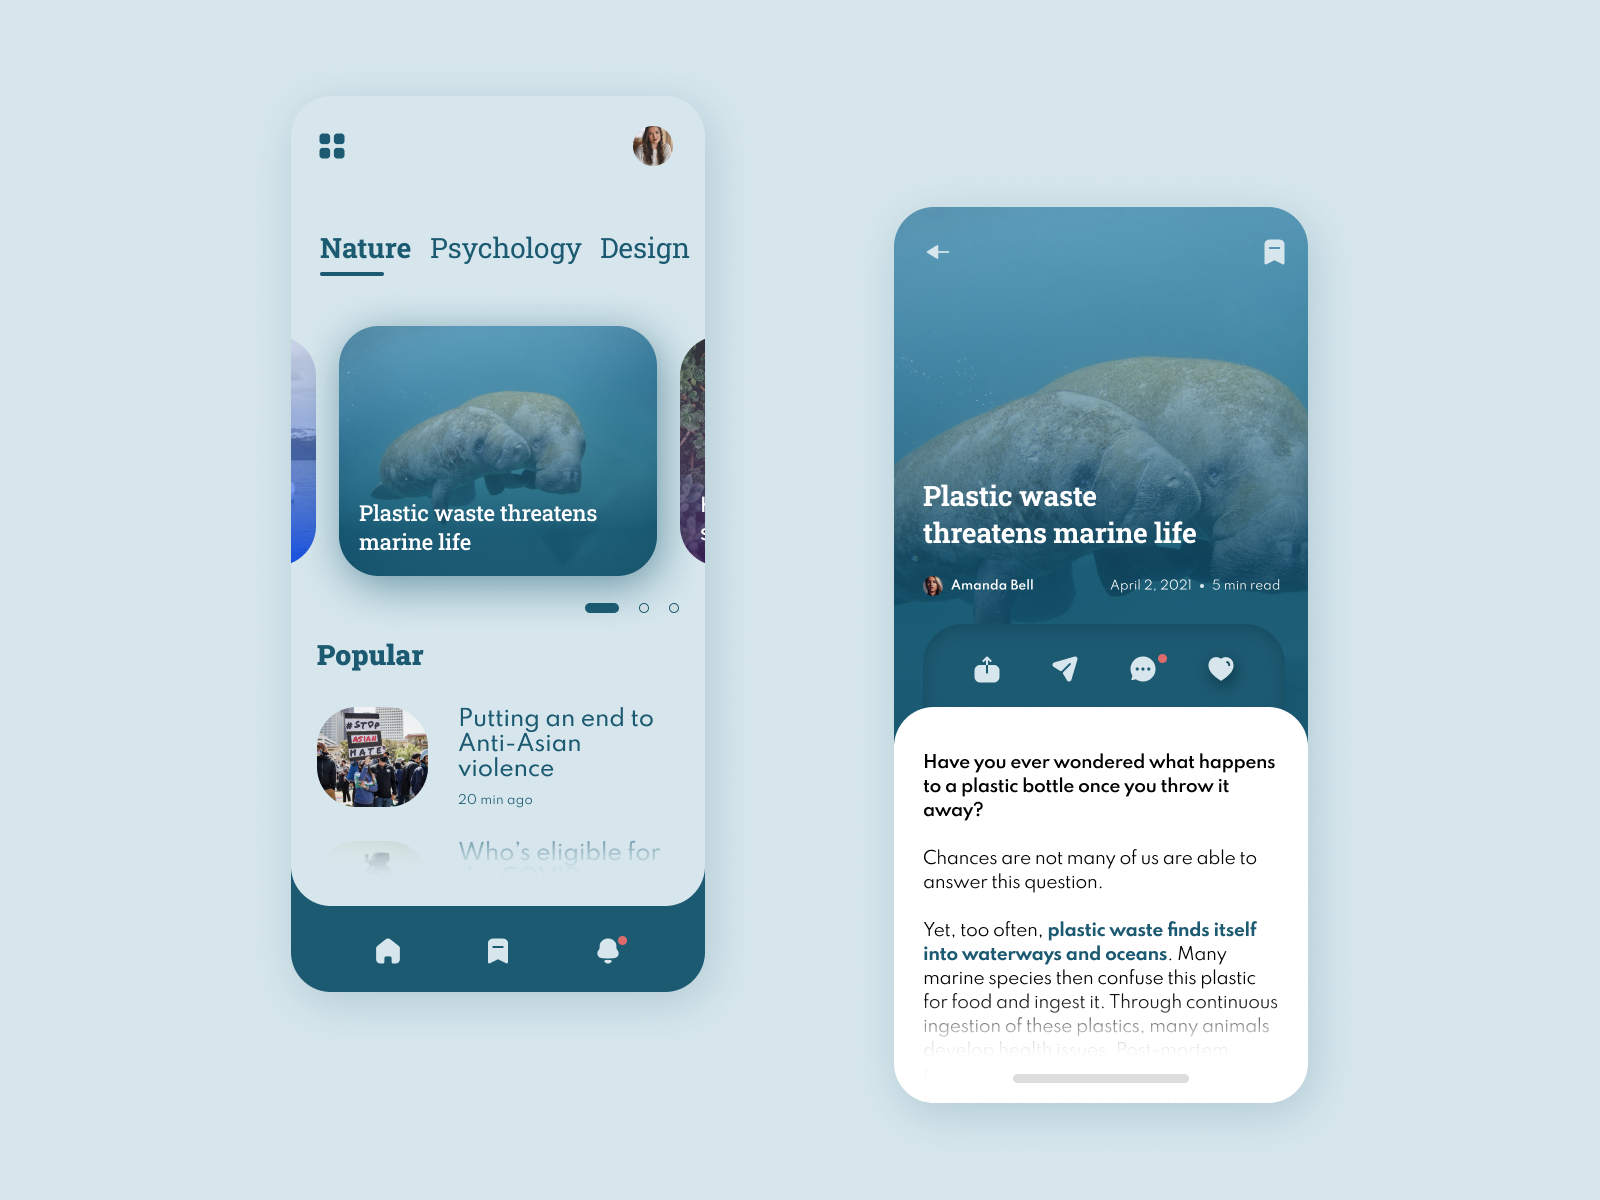 Nature Psychology Design
Plastic waste threatens
marine life
Popular
#STOP
ASIAN
HATE
Putting an end to
Anti-Asian
violence
20 min ago
Who's eligible for
Plastic waste
threatens marine life
Amanda Bell April 2, 2021 • 5 min read
Have you ever wondered what happens
to a plastic bottle once you throw it
away?
Chances are not many of us are able to
answer this question.
Yet, too often, plastic waste finds itself
into waterways and oceans. Many
marine species then confuse this plastic
for food and ingest it. Through continuous
ingestion of these plastics, many animals
develop health issues. Post-mortem